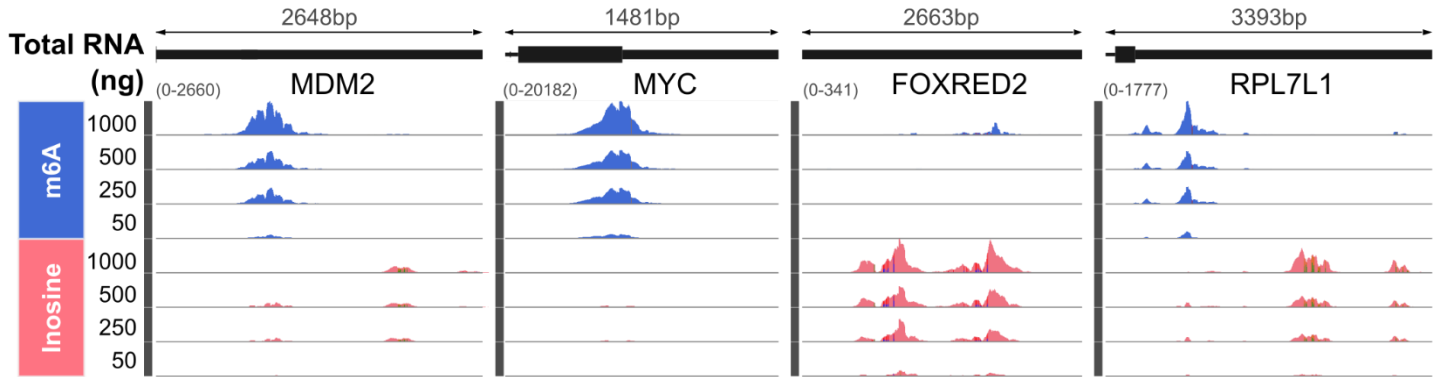 2648bp 1481bp 2663bp 3393bp
Total RNA
(ng) MDM2 MYC FOXRED2 RPL7L1
(0-2660) (0-20182) (0-341) (0-1777)
m6A
1000
500
250
50
Inosine
1000
500
250
50